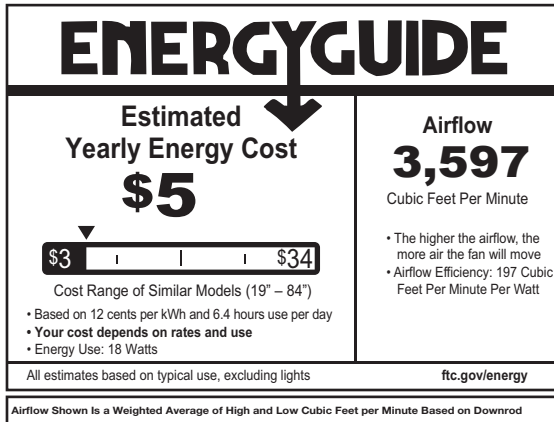 ENERGYGUIDE
Estimated
Yearly Energy Cost
$5
$3 $34
Cost Range of Similar Models (19” – 84”)
• Based on 12 cents per kWh and 6.4 hours use per day
• Your cost depends on rates and use
• Energy Use: 18 Watts
Airflow
3,597
Cubic Feet Per Minute
• The higher the airflow, the
more air the fan will move
• Airflow Efficiency: 197 Cubic
Feet Per Minute Per Watt
All estimates based on typical use, excluding lights
ftc.gov/energy
Airflow Shown Is a Weighted Average of High and Low Cubic Feet per Minute Based on Downrod